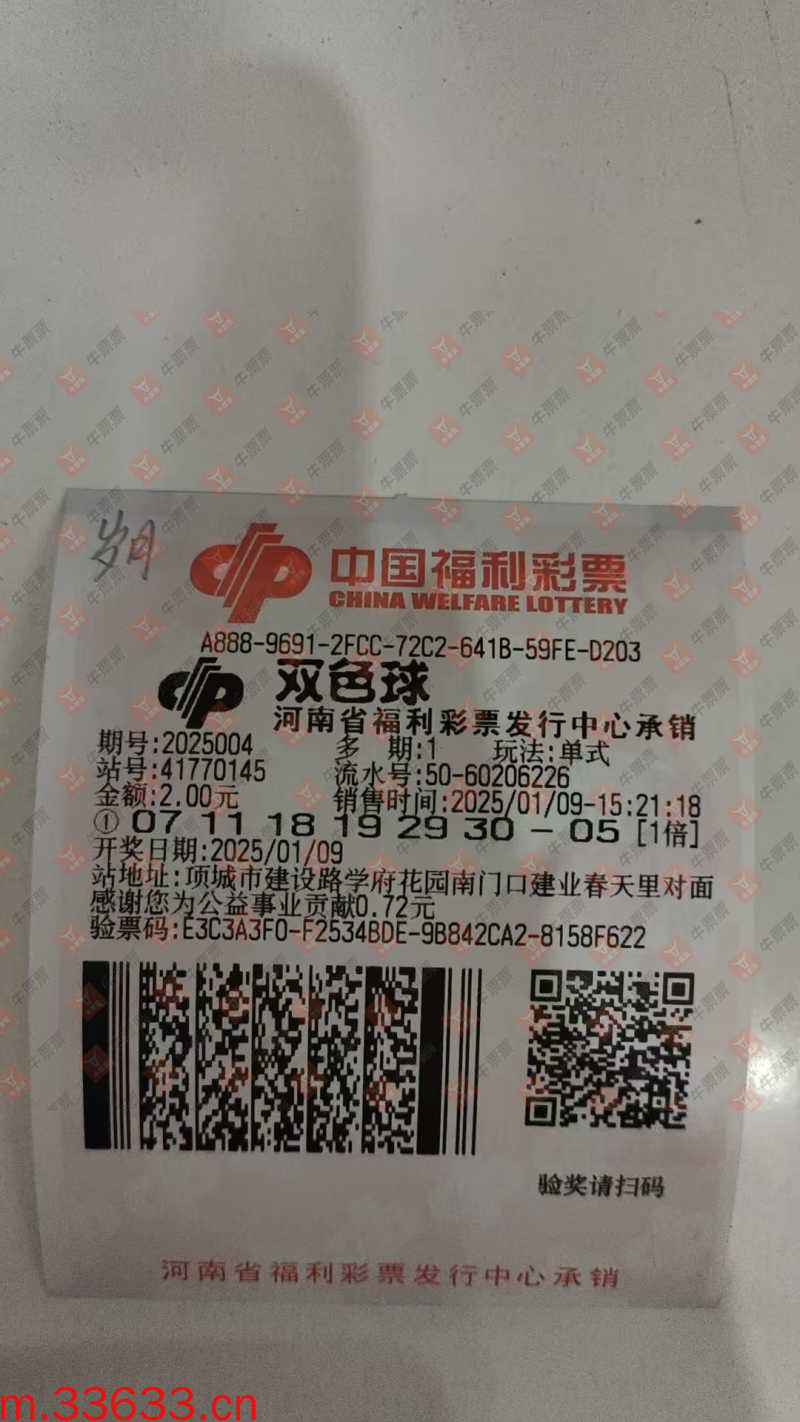 岁月
中国福利彩票
CHINA WELFARE LOTTERY
A888-9691-2FCC-72C2-641B-59FE-D203
双色球
河南省福利彩票发行中心承销
期号:2025004 多 期:1 玩法:单式
站号:41770145 流水号:50-60206226
金额:2.00元 销售时间:2025/01/09-15:21:18
① 07 11 18 19 29 30 - 05 [1倍]
开奖日期:2025/01/09
站地址:项城市建设路学府花园南门口建业春天里对面
感谢您为公益事业贡献0.72元
验票码:E3C3A3F0-F2534BDE-9B842CA2-8158F622
验奖请扫码
河南省福利彩票发行中心承销
m.33633.cn
牛票票